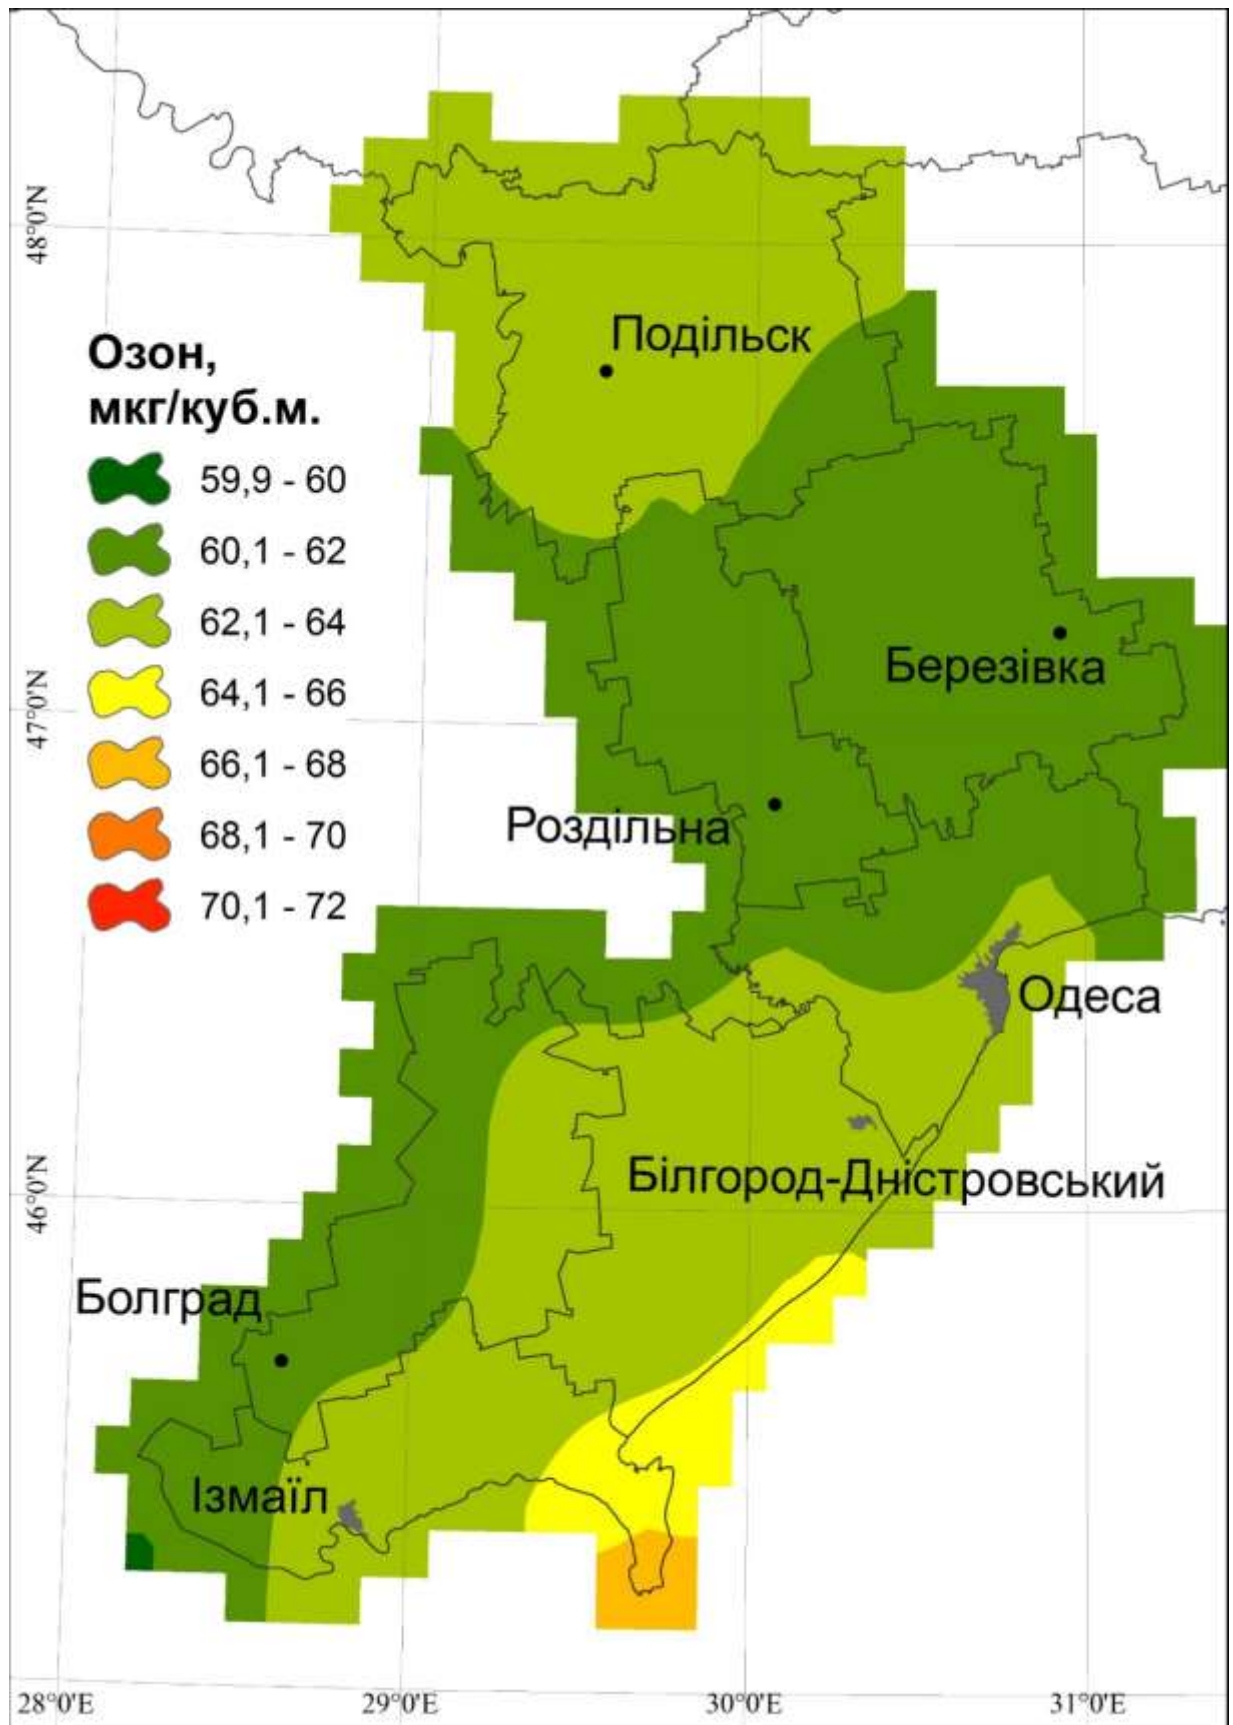 48°0'N
Подільск
Озон,
мкг/куб.м.
59,9 - 60
60,1 - 62
62,1 - 64
64,1 - 66
66,1 - 68
68,1 - 70
70,1 - 72
Березівка
47°0'N
Роздільна
Одеса
Білгород-Дністровський
46°0'N
Болград
Ізмаїл
28°0'E
29°0'E
30°0'E
31°0'E